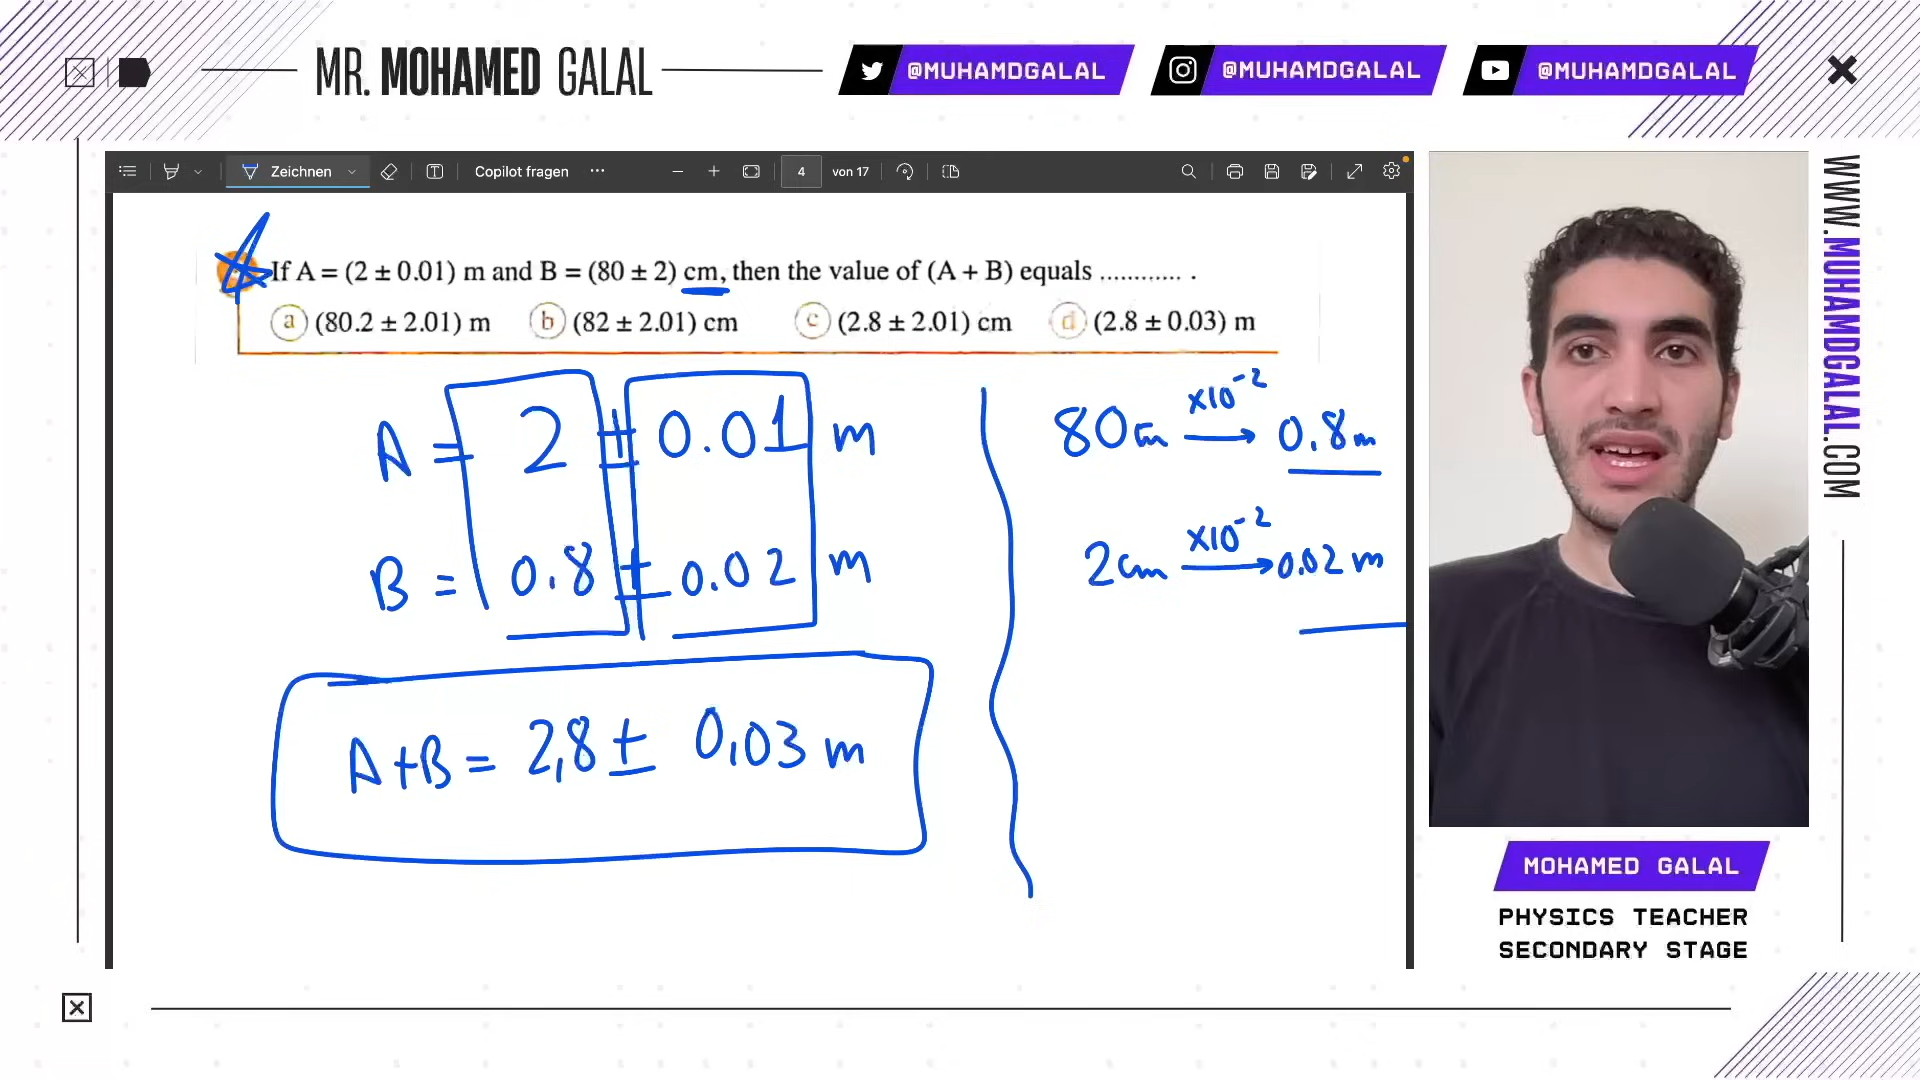 MR. MOHAMED GALAL
@MUHAMDGALAL
@MUHAMDGALAL
@MUHAMDGALAL
Zeichnen
Copilot fragen
4 von 17
If A = (2 ± 0.01) m and B = (80 ± 2) cm, then the value of (A + B) equals ............ .
a (80.2 ± 2.01) m
b (82 ± 2.01) cm
c (2.8 ± 2.01) cm
d (2.8 ± 0.03) m
A = 2 ± 0.01 m
B = 0.8 ± 0.02 m
A+B = 2,8 ± 0,03 m
80cm ×10⁻² → 0.8m
2cm ×10⁻² → 0.02 m
WWW.MUHAMDGALAL.COM
MOHAMED GALAL
PHYSICS TEACHER
SECONDARY STAGE